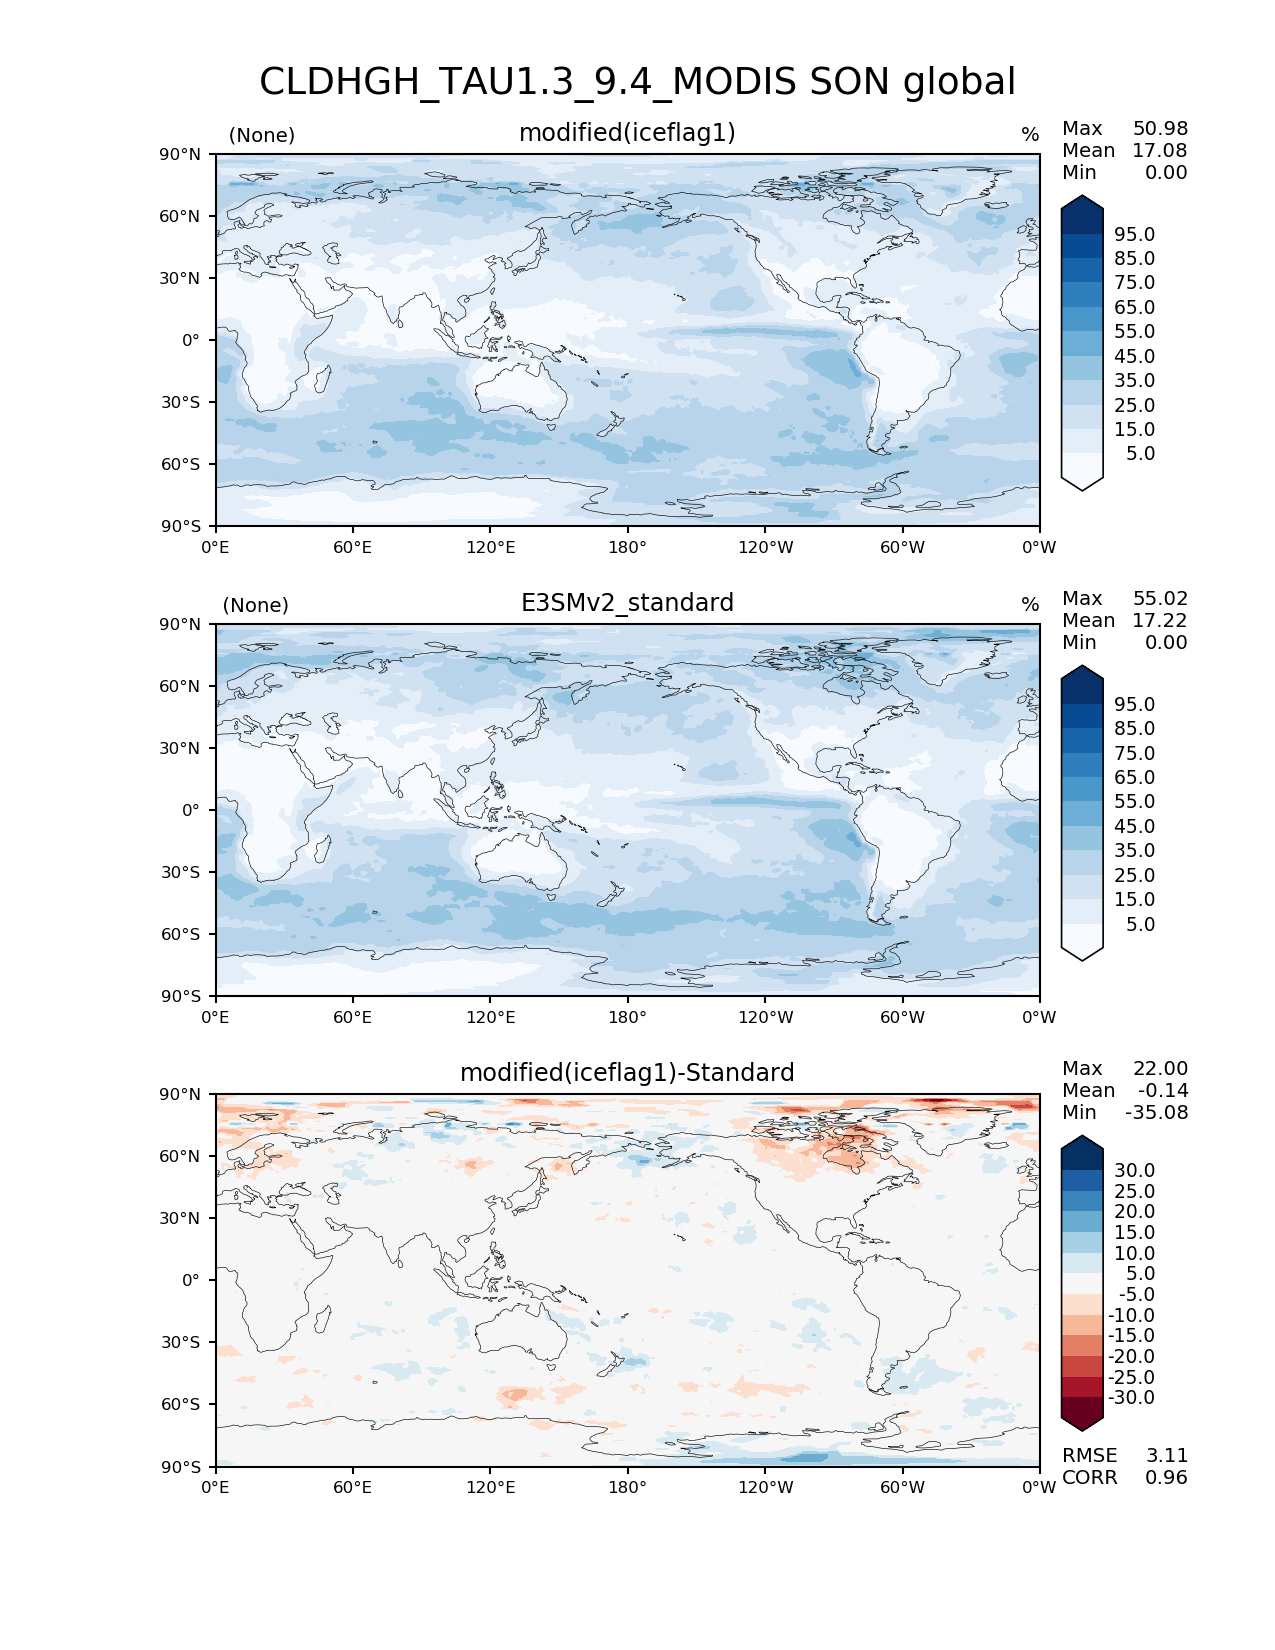 CLDHGH_TAU1.3_9.4_MODIS SON global
(None) modified(iceflag1) %
Max 50.98
Mean 17.08
Min 0.00
90°N
60°N
30°N
0°
30°S
60°S
90°S
0°E 60°E 120°E 180° 120°W 60°W 0°W
95.0
85.0
75.0
65.0
55.0
45.0
35.0
25.0
15.0
5.0
(None) E3SMv2_standard %
Max 55.02
Mean 17.22
Min 0.00
90°N
60°N
30°N
0°
30°S
60°S
90°S
0°E 60°E 120°E 180° 120°W 60°W 0°W
95.0
85.0
75.0
65.0
55.0
45.0
35.0
25.0
15.0
5.0
modified(iceflag1)-Standard
Max 22.00
Mean -0.14
Min -35.08
90°N
60°N
30°N
0°
30°S
60°S
90°S
0°E 60°E 120°E 180° 120°W 60°W 0°W
30.0
25.0
20.0
15.0
10.0
5.0
-5.0
-10.0
-15.0
-20.0
-25.0
-30.0
RMSE 3.11
CORR 0.96